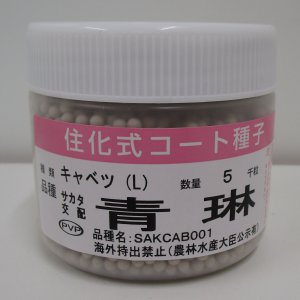 住化式コート種子
種類 キャベツ (L) 数量 5 千粒
品種 サカタ交配 青琳
PVP 品種名:SAKCAB001
海外持出禁止(農林水産大臣公示有)